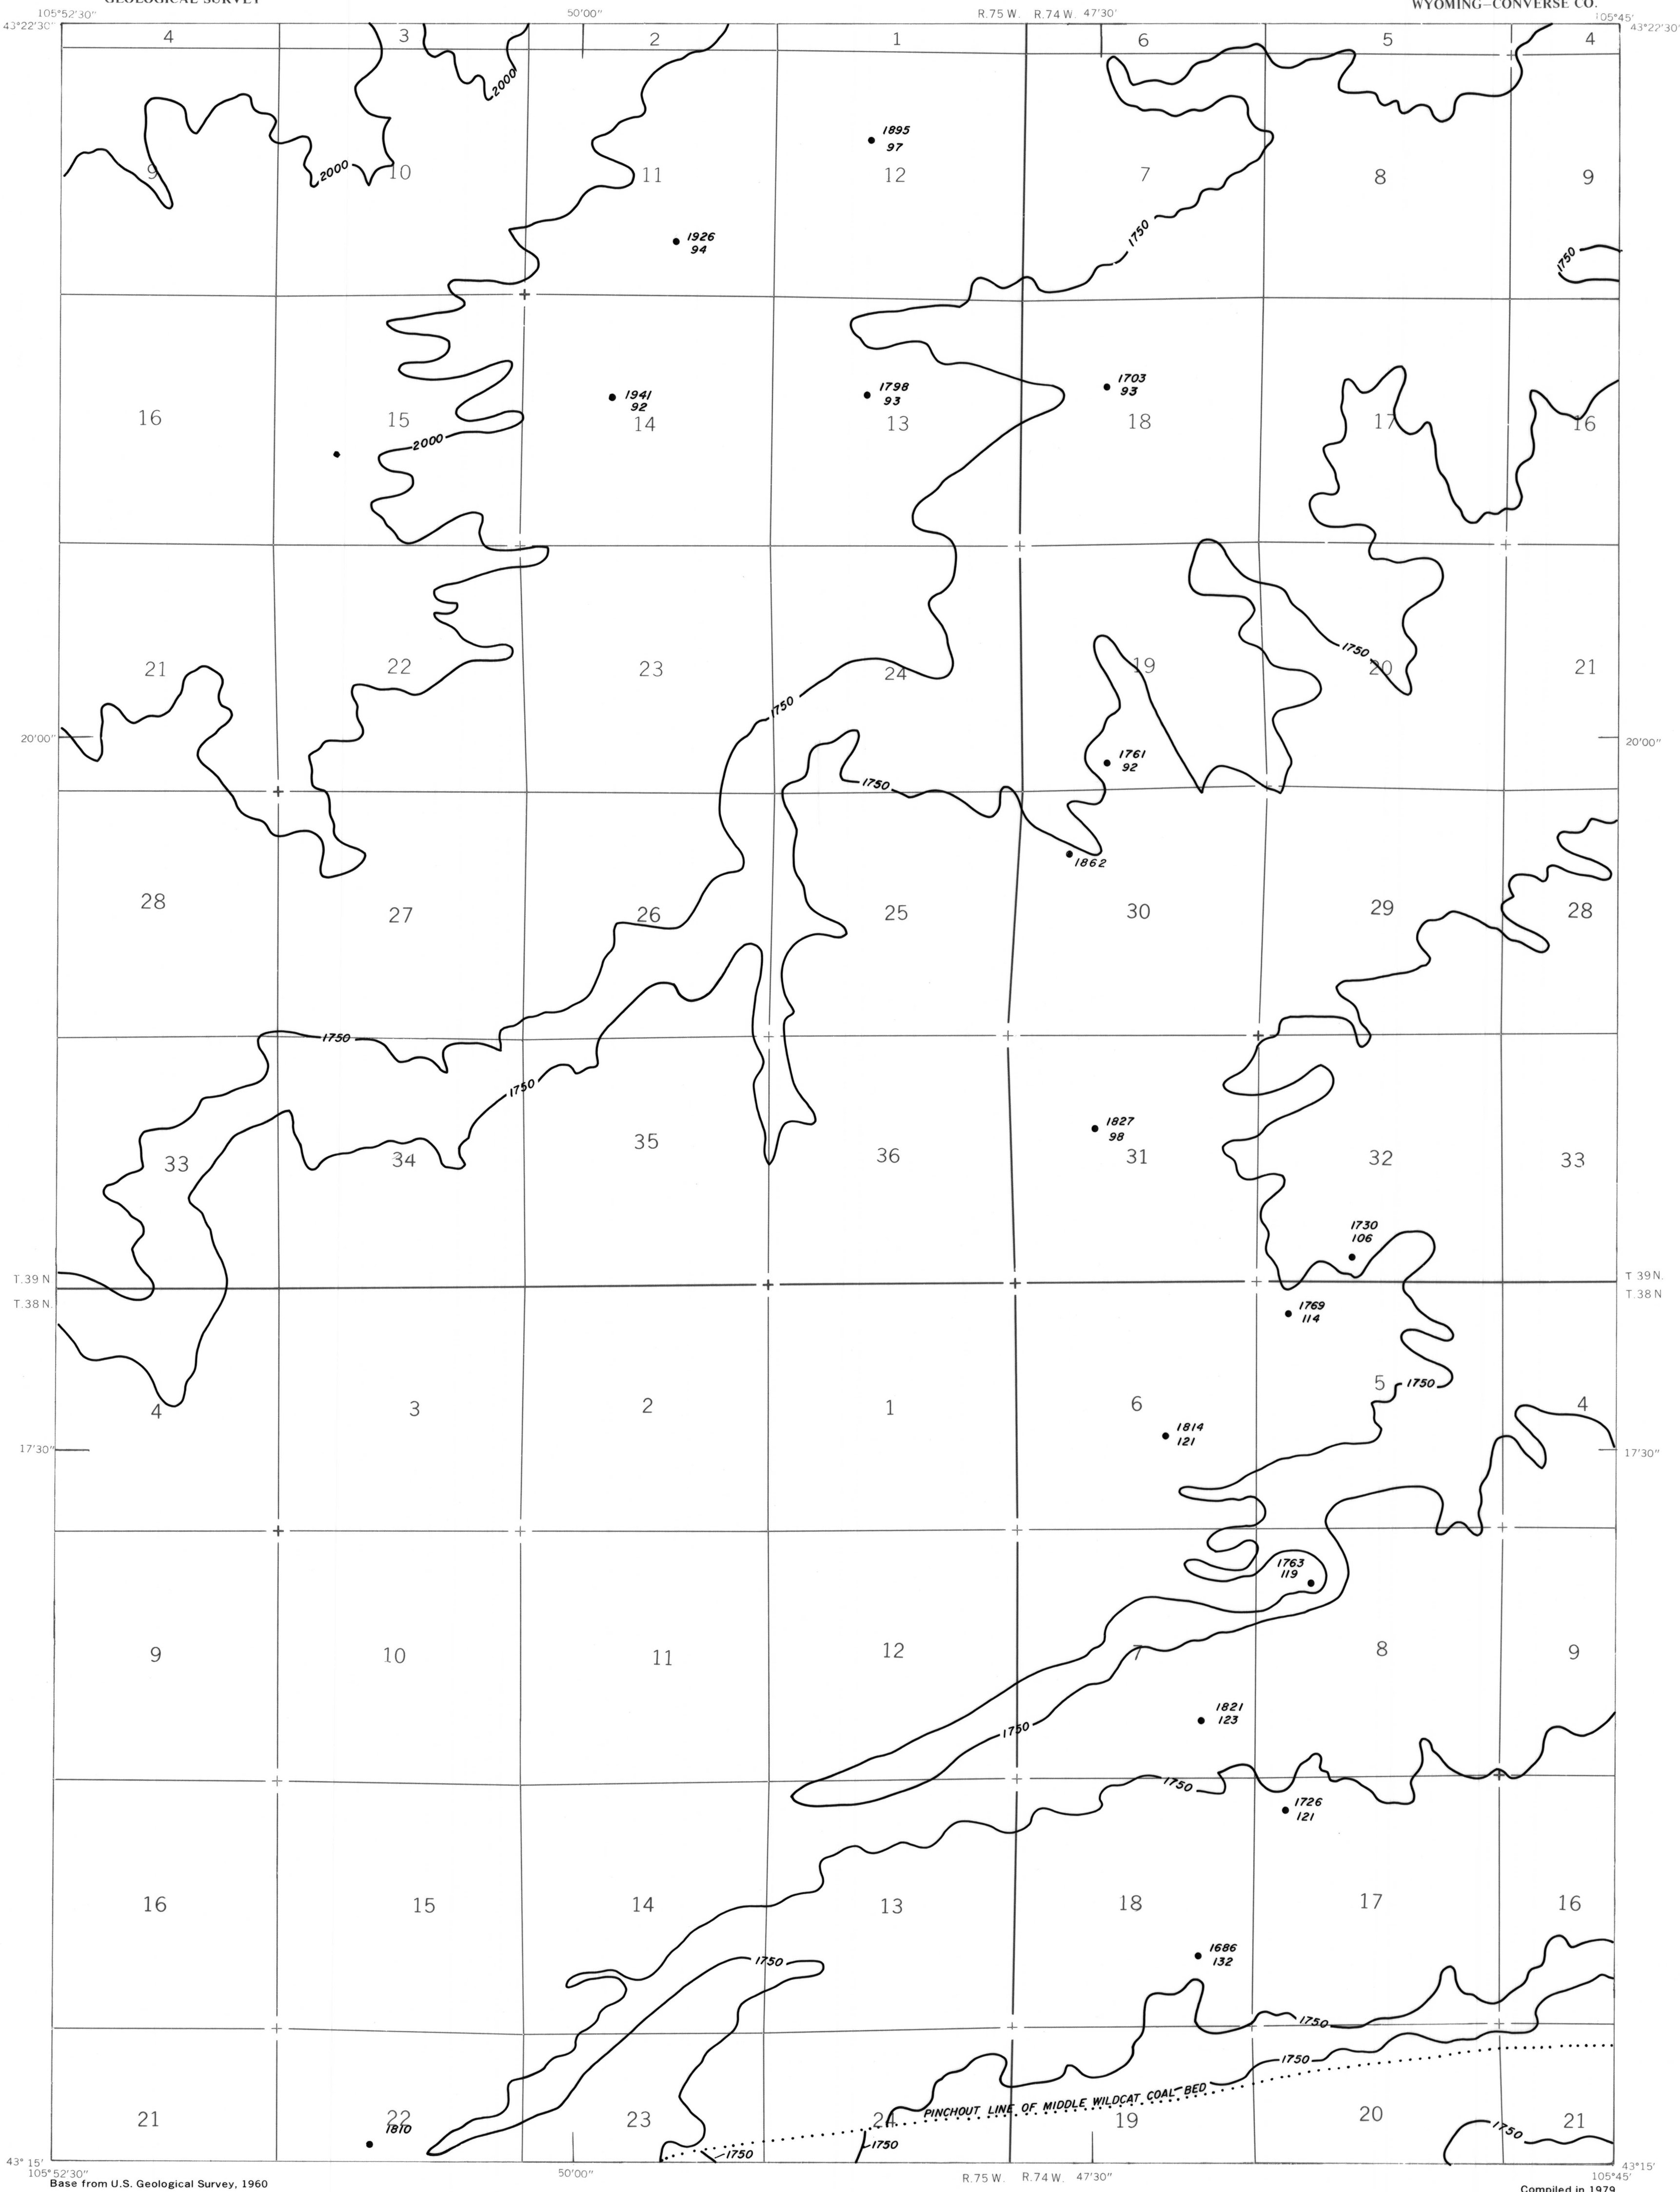 GEOLOGICAL SURVEY
WYOMING—CONVERSE CO.
105°52'30" 50'00" R.75 W. R.74 W. 47'30' 105°45'
43°22'30" 43°22'30"
4 3 2 1 6 5 4
2000
1895
97
9 2000 10 11 12 7 8 9
1926
94
1750
1750
1941
92
1798
93
1703
93
16 15 14 13 18 17 16
2000
21 22 23 24 19 20 21
1750
1750
20'00" 20'00"
1761
92
1750
1862
28 27 26 25 30 29 28
1750
1750
1827
98
33 34 35 36 31 32 33
1730
106
T.39 N T 39 N.
T.38 N. T.38 N
1769
114
4 3 2 1 6 5 4
1750
1814
121
17'30" 17'30"
1763
119
9 10 11 12 7 8 9
1821
123
1750
1750
1726
121
16 15 14 13 18 17 16
1686
132
1750
1750
1750
PINCHOUT LINE OF MIDDLE WILDCAT COAL BED
21 22 23 24 19 20 21
1810
1750
1750
1750
43° 15' 43°15'
105°52'30" 50'00" R.75 W. R.74 W. 47'30" 105°45'
Base from U.S. Geological Survey, 1960
Compiled in 1979